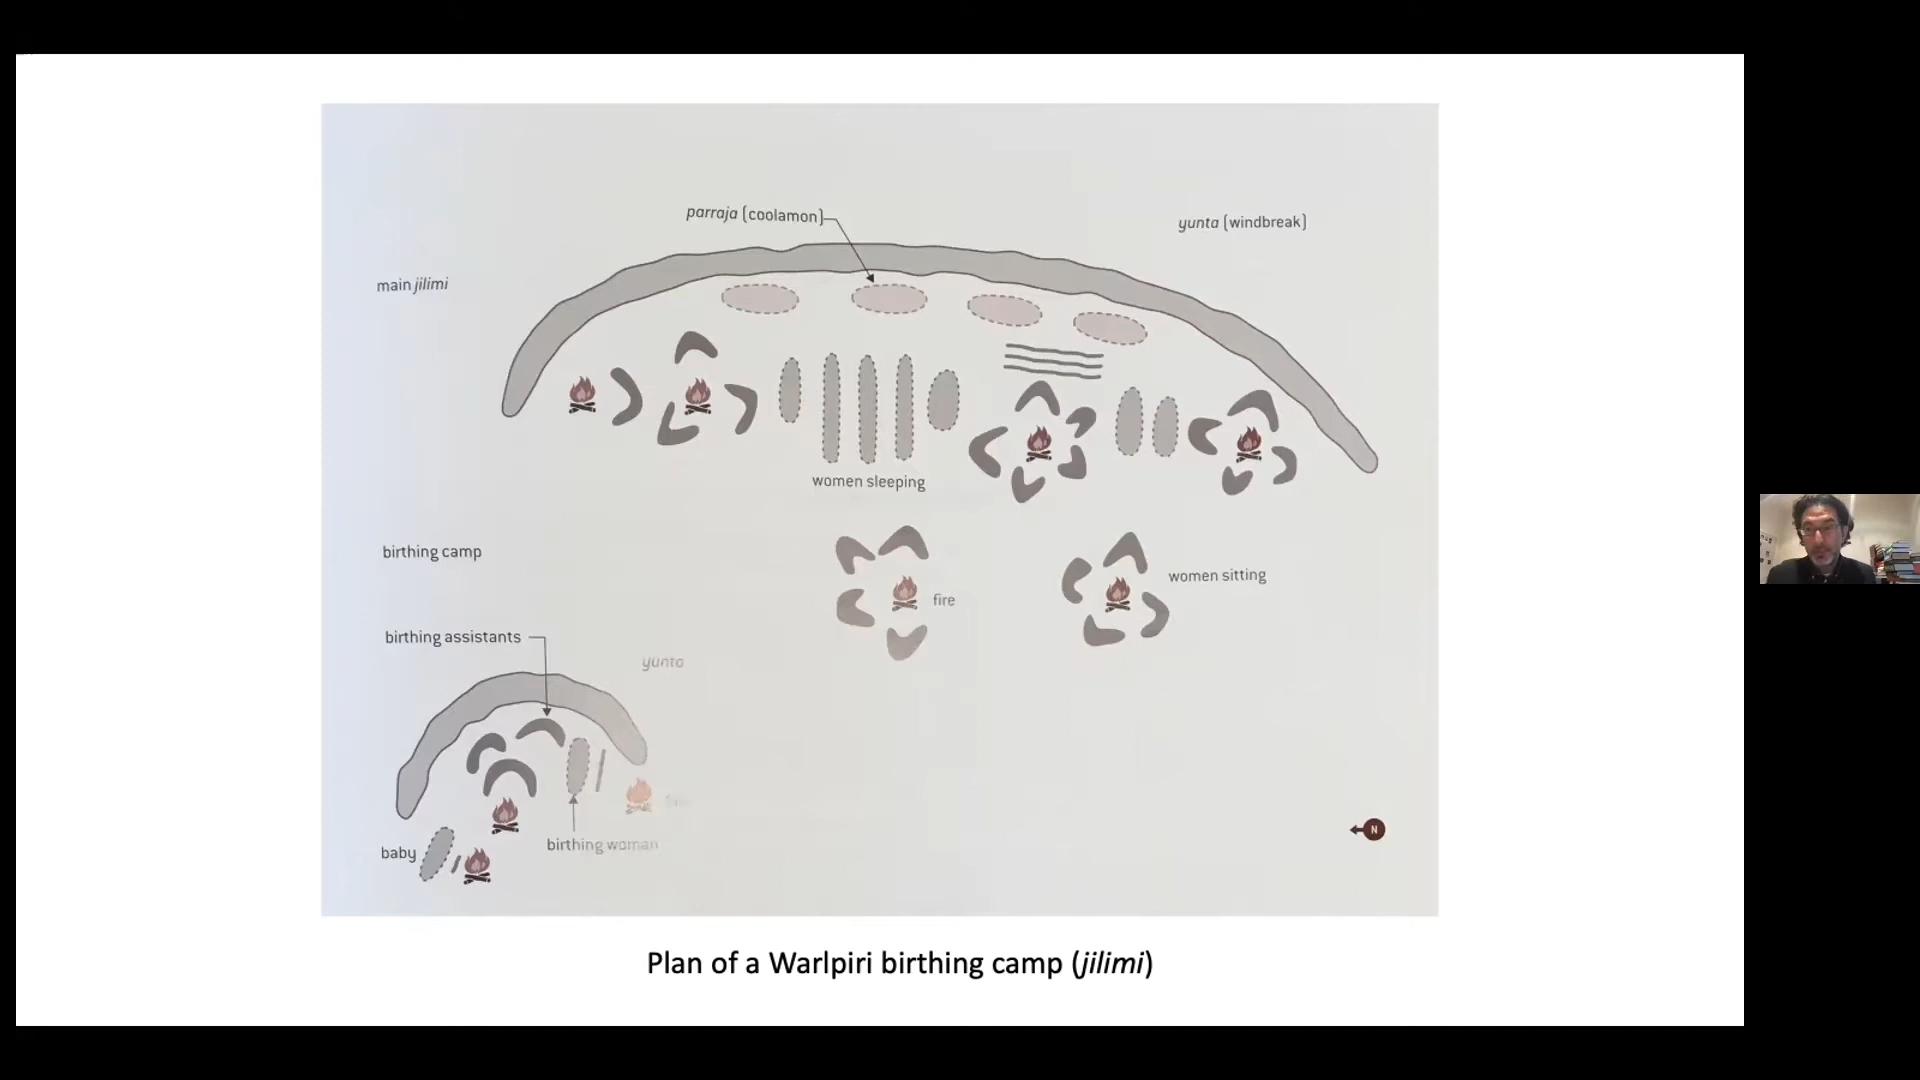 parraja (coolamon)
yunta (windbreak)
main jilimi
women sleeping
birthing camp
women sitting
fire
birthing assistants
yunta
birthing woman
baby
N
Plan of a Warlpiri birthing camp (jilimi)